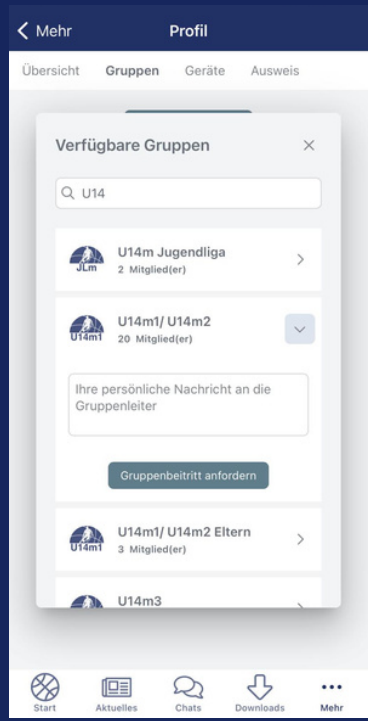 Mehr
Profil
Übersicht Gruppen Geräte Ausweis
Verfügbare Gruppen
U14
U14m Jugendliga
JLm
2 Mitglied(er)
U14m1/ U14m2
U14m1
20 Mitglied(er)
Ihre persönliche Nachricht an die
Gruppenleiter
Gruppenbeitritt anfordern
U14m1/ U14m2 Eltern
U14m1
3 Mitglied(er)
U14m3
Start Aktuelles Chats Downloads Mehr